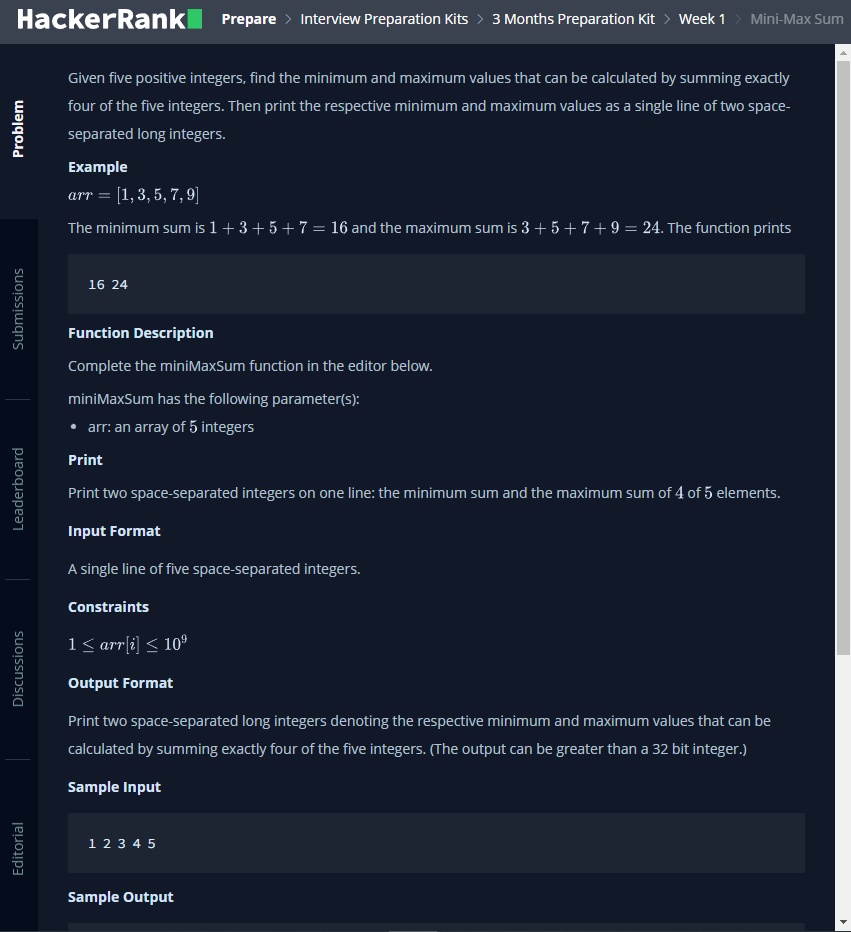 HackerRank
Prepare > Interview Preparation Kits > 3 Months Preparation Kit > Week 1 > Mini-Max Sum
Problem
Submissions
Leaderboard
Discussions
Editorial
Given five positive integers, find the minimum and maximum values that can be calculated by summing exactly
four of the five integers. Then print the respective minimum and maximum values as a single line of two space-
separated long integers.
Example
arr = [1, 3, 5, 7, 9]
The minimum sum is 1 + 3 + 5 + 7 = 16 and the maximum sum is 3 + 5 + 7 + 9 = 24. The function prints
16 24
Function Description
Complete the miniMaxSum function in the editor below.
miniMaxSum has the following parameter(s):
• arr: an array of 5 integers
Print
Print two space-separated integers on one line: the minimum sum and the maximum sum of 4 of 5 elements.
Input Format
A single line of five space-separated integers.
Constraints
1 ≤ arr[i] ≤ 10⁹
Output Format
Print two space-separated long integers denoting the respective minimum and maximum values that can be
calculated by summing exactly four of the five integers. (The output can be greater than a 32 bit integer.)
Sample Input
1 2 3 4 5
Sample Output